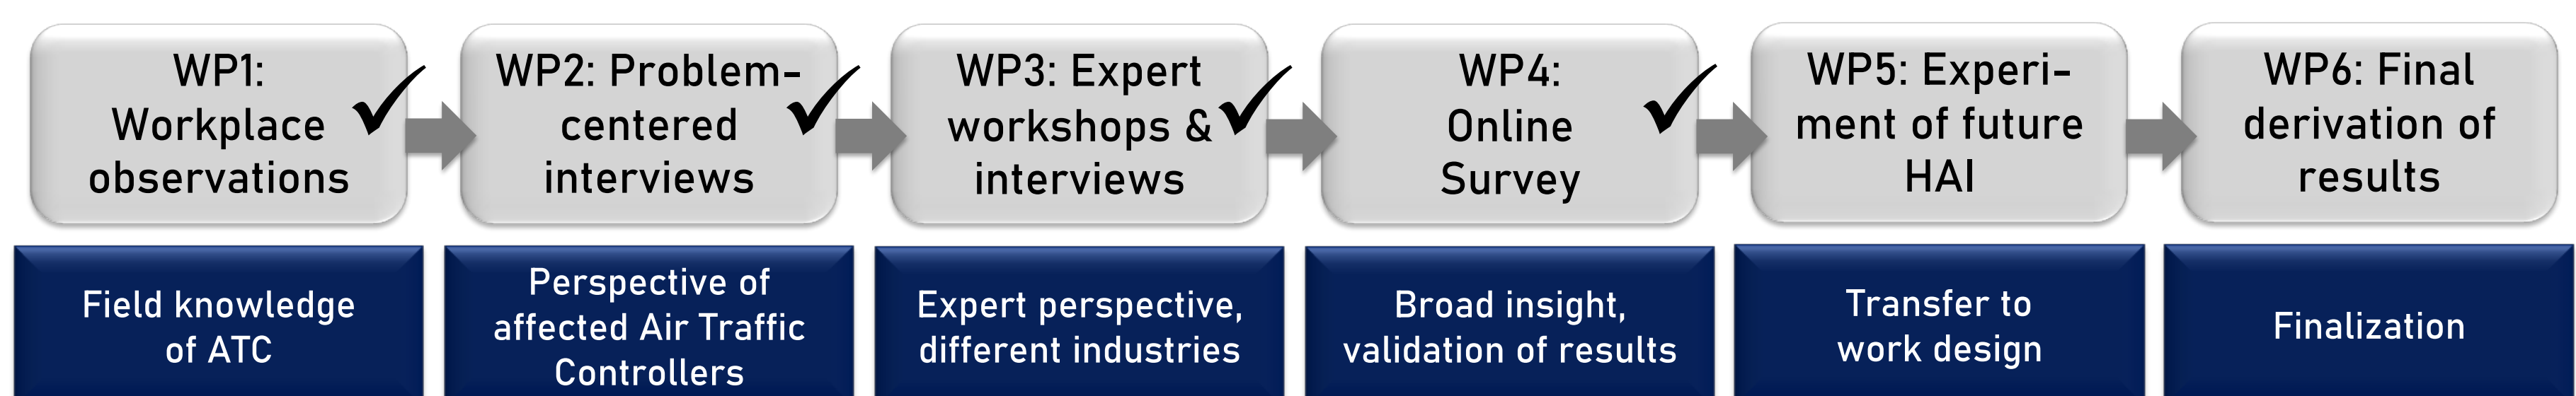 WP1:
Workplace
observations
WP2: Problem-
centered
interviews
WP3: Expert
workshops &
interviews
WP4:
Online
Survey
WP5: Experi-
ment of future
HAI
WP6: Final
derivation of
results
Field knowledge
of ATC
Perspective of
affected Air Traffic
Controllers
Expert perspective,
different industries
Broad insight,
validation of results
Transfer to
work design
Finalization